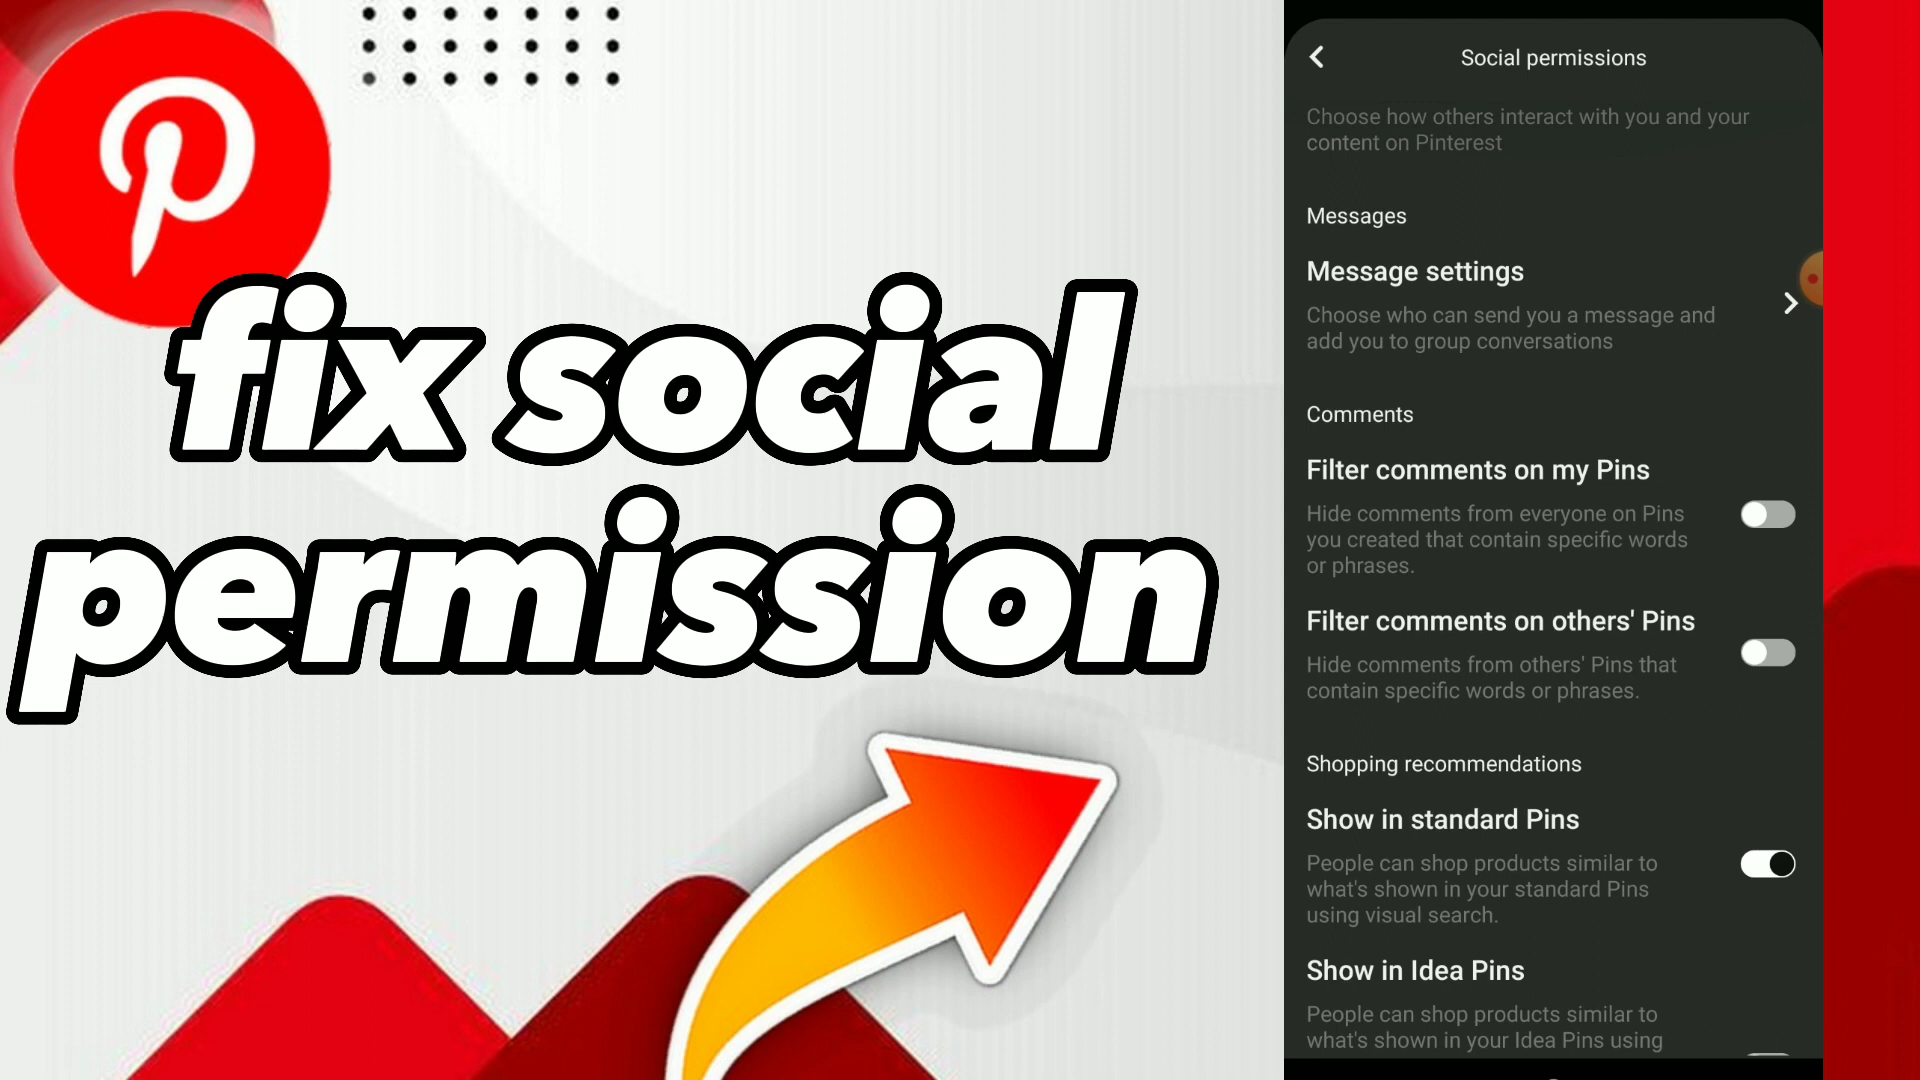 fix social
permission
Social permissions
Choose how others interact with you and your
content on Pinterest
Messages
Message settings
Choose who can send you a message and
add you to group conversations
Comments
Filter comments on my Pins
Hide comments from everyone on Pins
you created that contain specific words
or phrases.
Filter comments on others' Pins
Hide comments from others' Pins that
contain specific words or phrases.
Shopping recommendations
Show in standard Pins
People can shop products similar to
what's shown in your standard Pins
using visual search.
Show in Idea Pins
People can shop products similar to
what's shown in your Idea Pins using